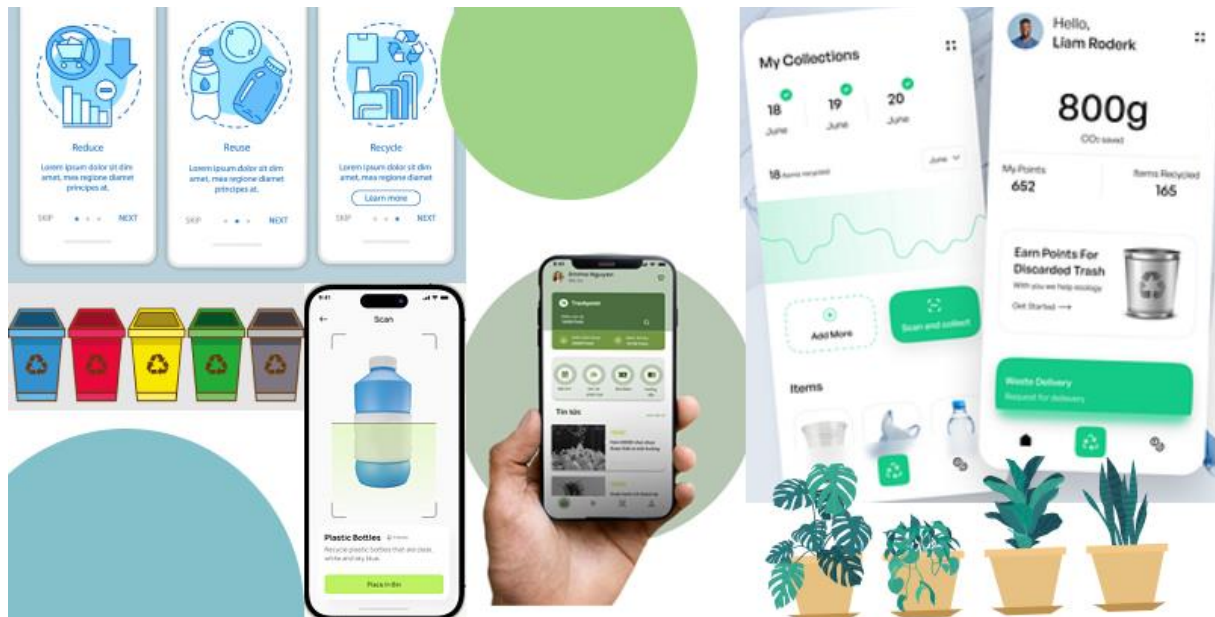 Reduce
Lorem ipsum dolor sit dim
amet, mea regione diamet
principes at.
SKIP
NEXT
Reuse
Lorem ipsum dolor sit dim
amet, mea regione diamet
principes at.
SKIP
NEXT
Recycle
Lorem ipsum dolor sit dim
amet, mea regione diamet
Learn more
SKIP
NEXT
9:41
Scan
Plastic Bottles
Recycle plastic bottles that are clear,
white and sky blue.
Place in Bin
Trashpoint
Tin tức
My Collections
18
June
19
June
20
June
June
18 items recycled
Add More
Scan and collect
Items
Hello,
Liam Roderk
800g
CO₂ saved
My Points
652
Items Recycled
165
Earn Points For
Discarded Trash
With you we help ecology
Get Started →
Waste Delivery
Request for delievery